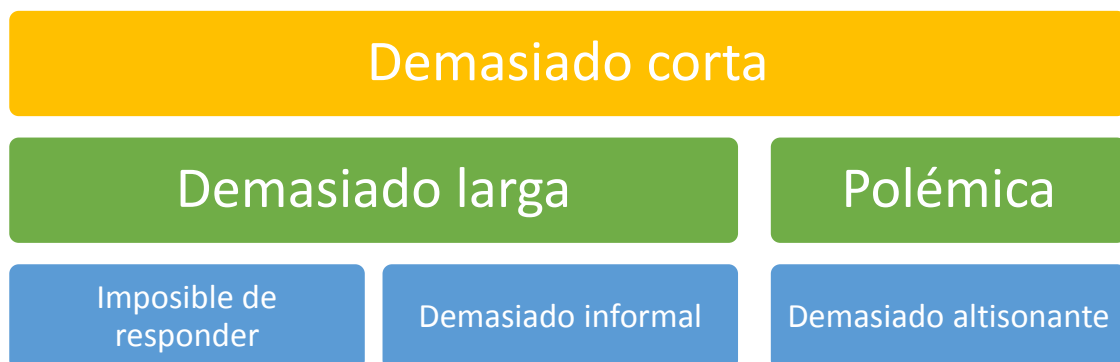 Demasiado corta
Demasiado larga
Polémica
Imposible de
responder
Demasiado informal
Demasiado altisonante